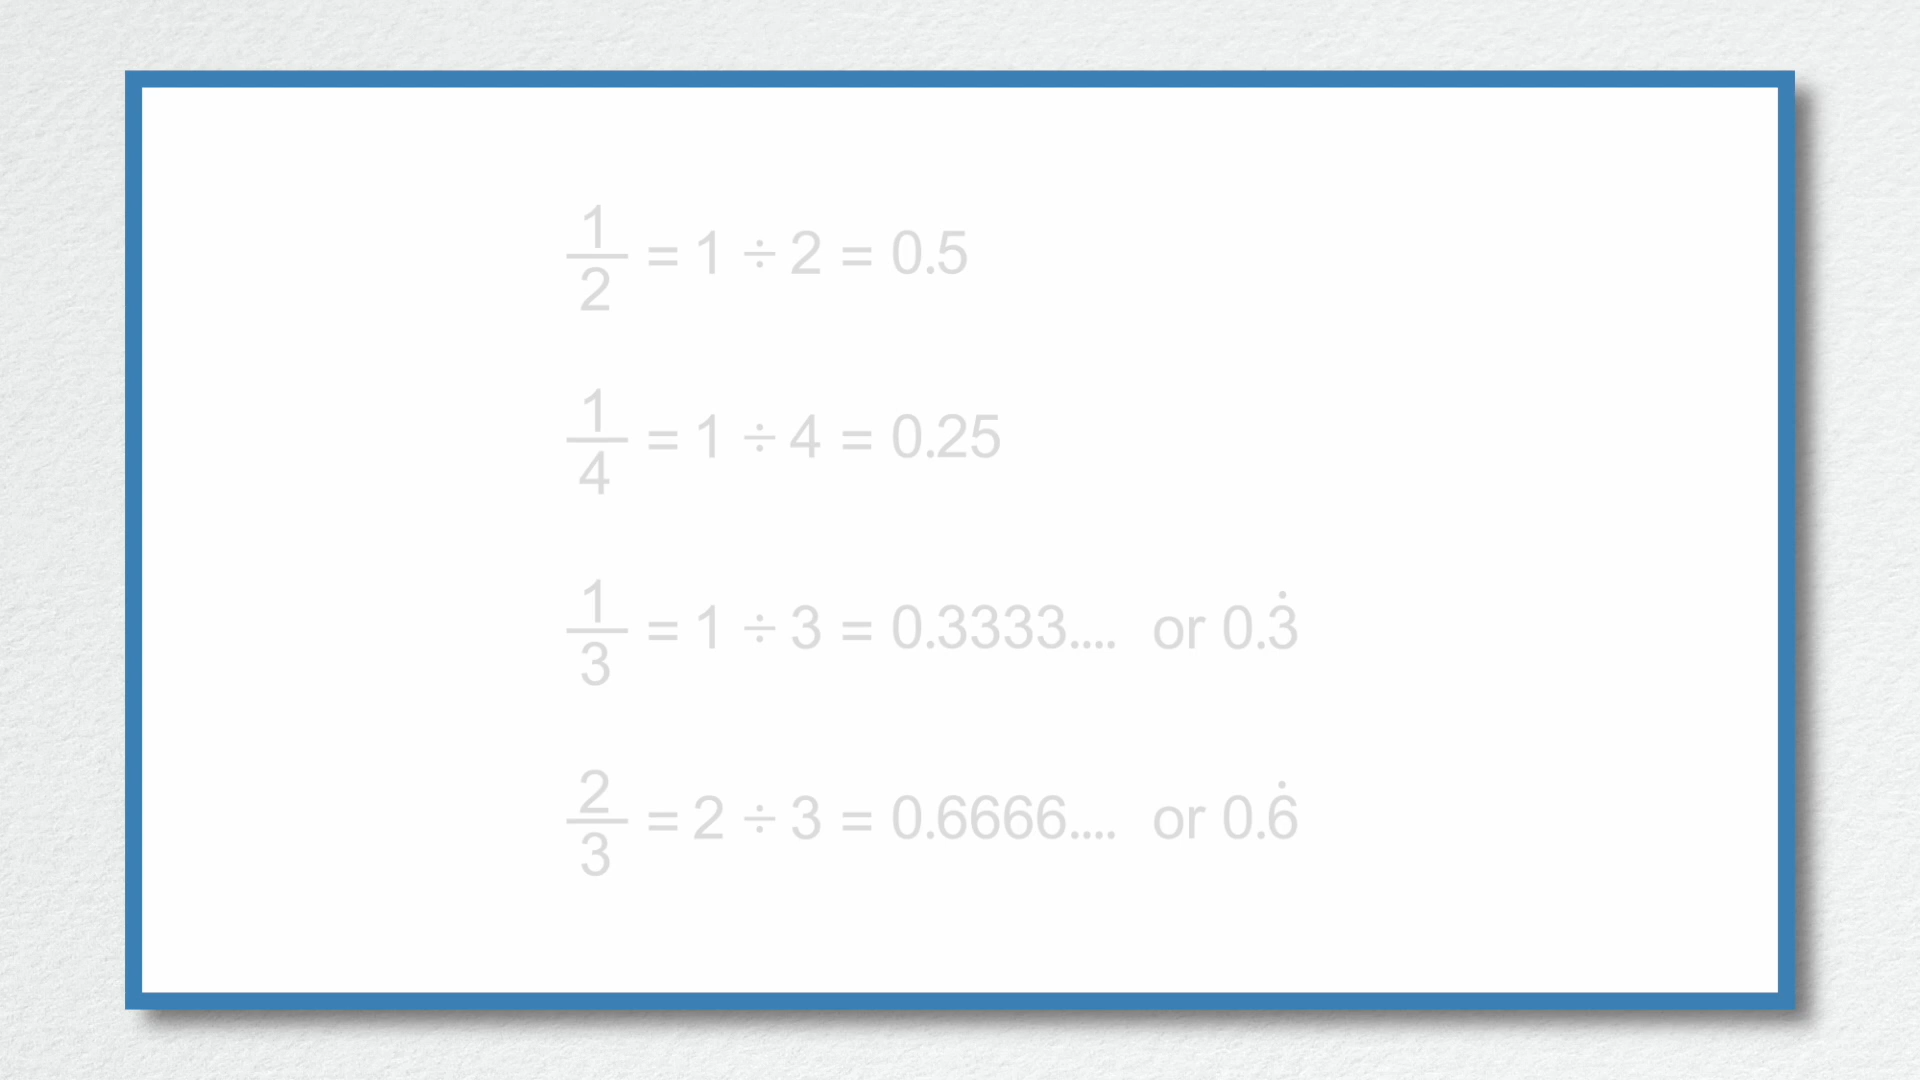 1/2 = 1 ÷ 2 = 0.5
1/4 = 1 ÷ 4 = 0.25
1/3 = 1 ÷ 3 = 0.3333.... or 0.3̇
2/3 = 2 ÷ 3 = 0.6666.... or 0.6̇